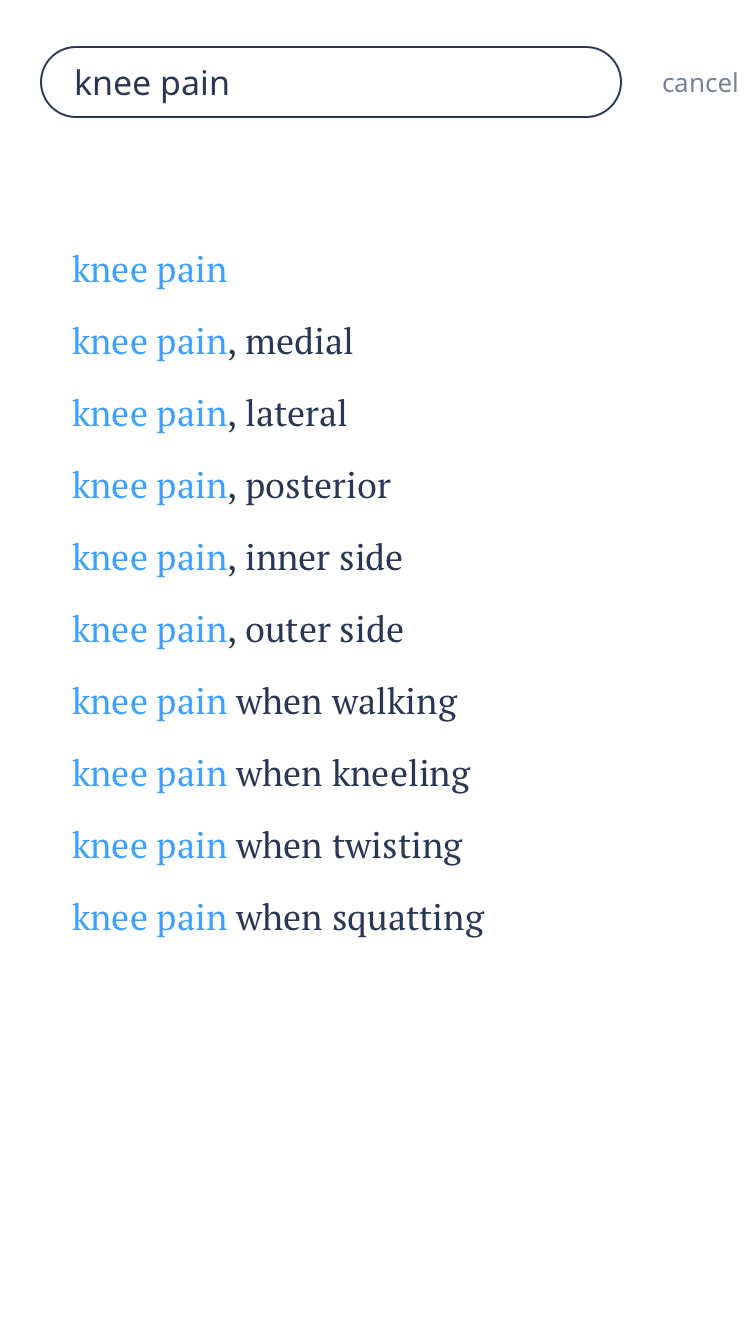 knee pain
cancel
knee pain
knee pain, medial
knee pain, lateral
knee pain, posterior
knee pain, inner side
knee pain, outer side
knee pain when walking
knee pain when kneeling
knee pain when twisting
knee pain when squatting